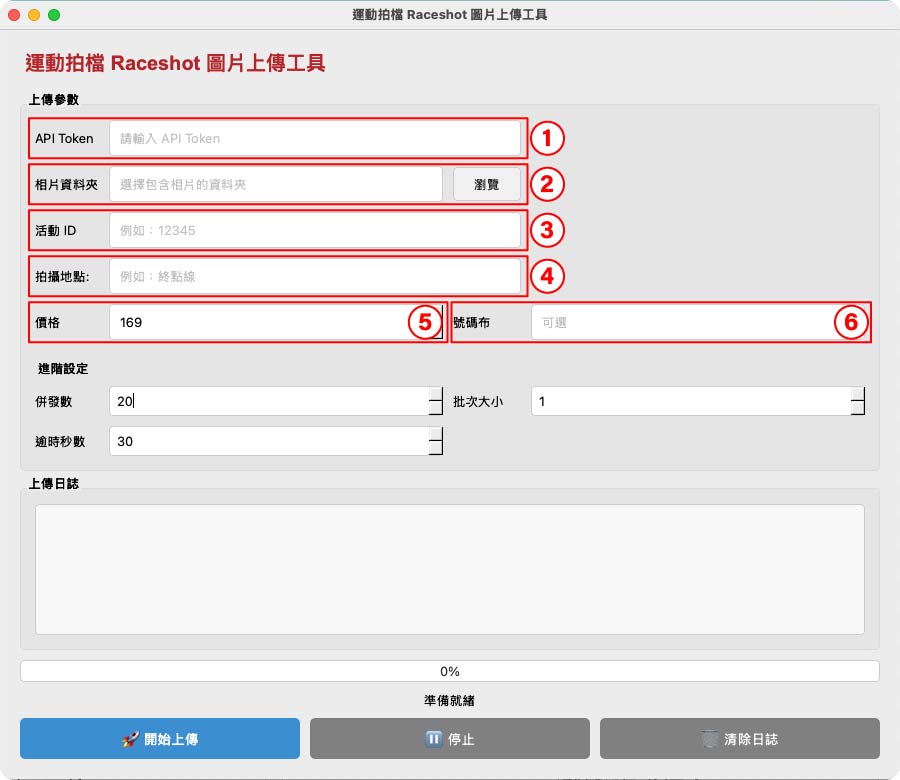 運動拍檔 Raceshot 圖片上傳工具
運動拍檔 Raceshot 圖片上傳工具
上傳參數
API Token 請輸入 API Token ①
相片資料夾 選擇包含相片的資料夾 瀏覽 ②
活動 ID 例如：12345 ③
拍攝地點: 例如：終點線 ④
價格 169 ⑤ 號碼布 可選 ⑥
進階設定
併發數 20 批次大小 1
逾時秒數 30
上傳日誌
0%
準備就緒
🚀 開始上傳 ⏸️ 停止 🗑️ 清除日誌